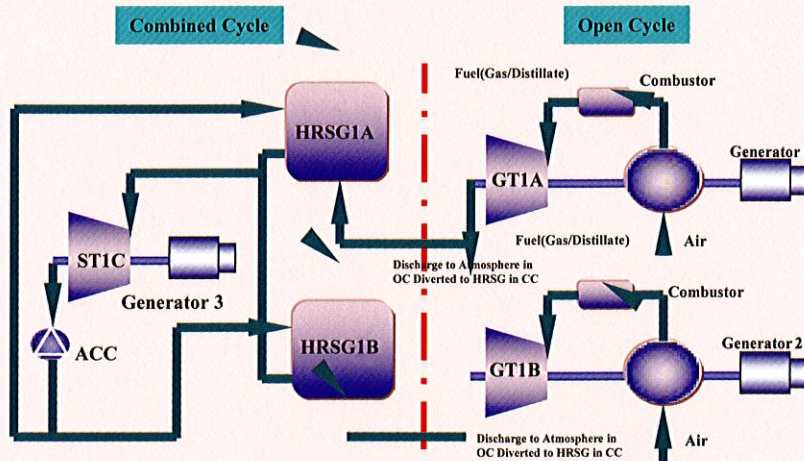 Combined Cycle
Open Cycle
Fuel(Gas/Distillate)
Combustor
HRSG1A
GT1A
Generator
ST1C
Generator 3
Fuel(Gas/Distillate)
Air
Discharge to Atmosphere in
OC Diverted to HRSG in CC
Combustor
ACC
HRSG1B
GT1B
Generator 2
Discharge to Atmosphere in
OC Diverted to HRSG in CC
Air